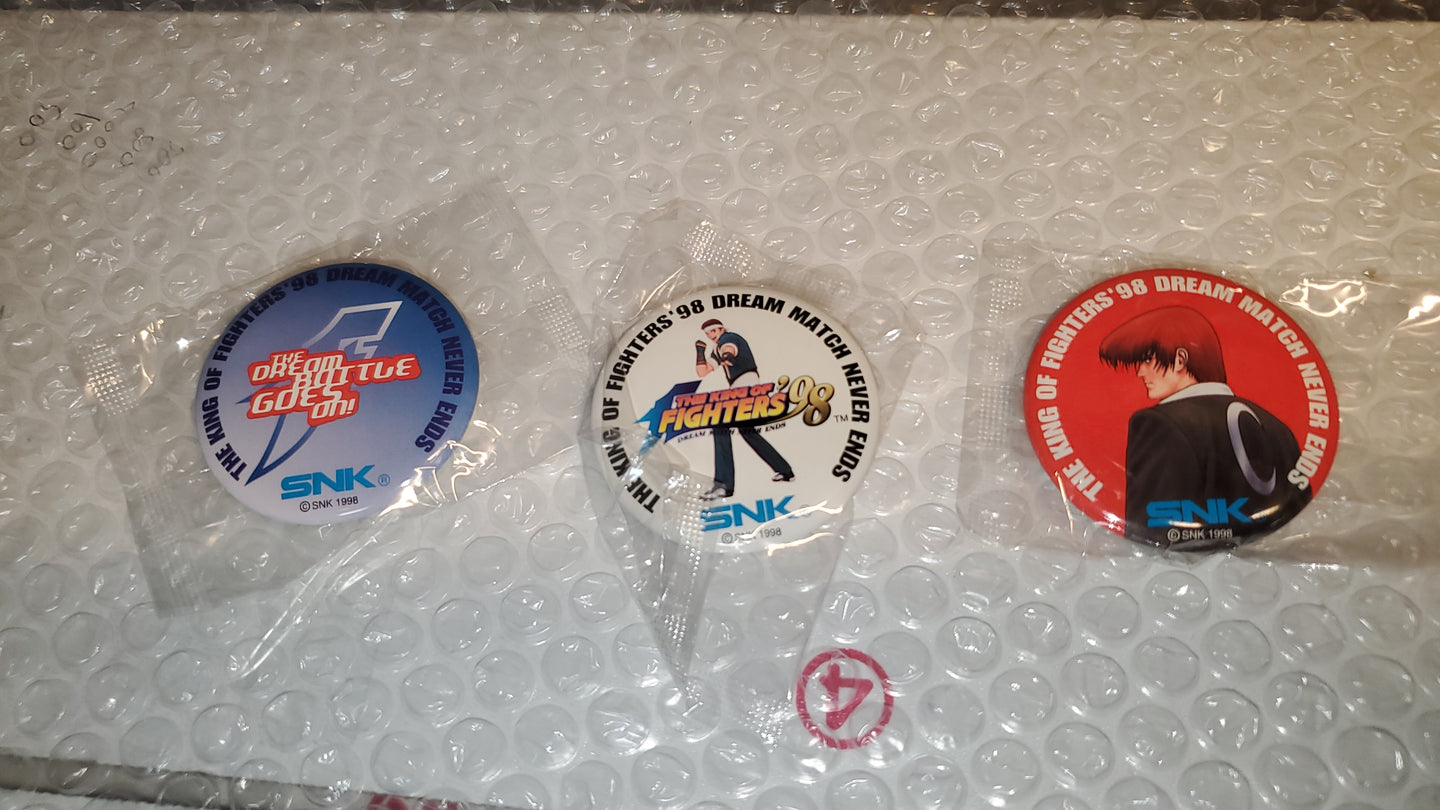 THE KING OF FIGHTERS'98 DREAM MATCH NEVER ENDS
THE
DREAM
BATTLE
GOES
ON!
SNK®
©SNK 1998
THE KING OF FIGHTERS'98 DREAM MATCH NEVER ENDS
THE KING OF
FIGHTERS'98 TM
DREAM MATCH NEVER ENDS
SNK
©SNK 1998
THE KING OF FIGHTERS'98 DREAM MATCH NEVER ENDS
SNK
©SNK 1998
4